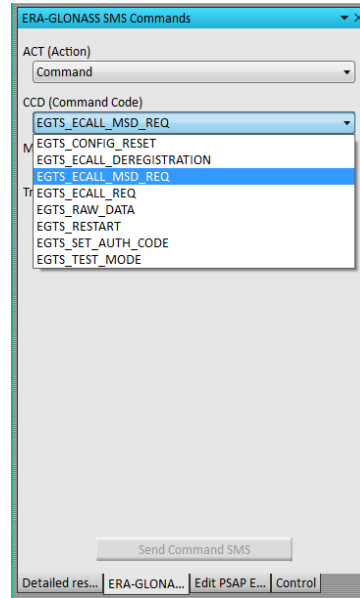 ERA-GLONASS SMS Commands
ACT (Action)
Command
CCD (Command Code)
EGTS_ECALL_MSD_REQ
EGTS_CONFIG_RESET
EGTS_ECALL_DEREGISTRATION
EGTS_ECALL_MSD_REQ
EGTS_ECALL_REQ
EGTS_RAW_DATA
EGTS_RESTART
EGTS_SET_AUTH_CODE
EGTS_TEST_MODE
Send Command SMS
Detailed res... ERA-GLONA... Edit PSAP E... Control